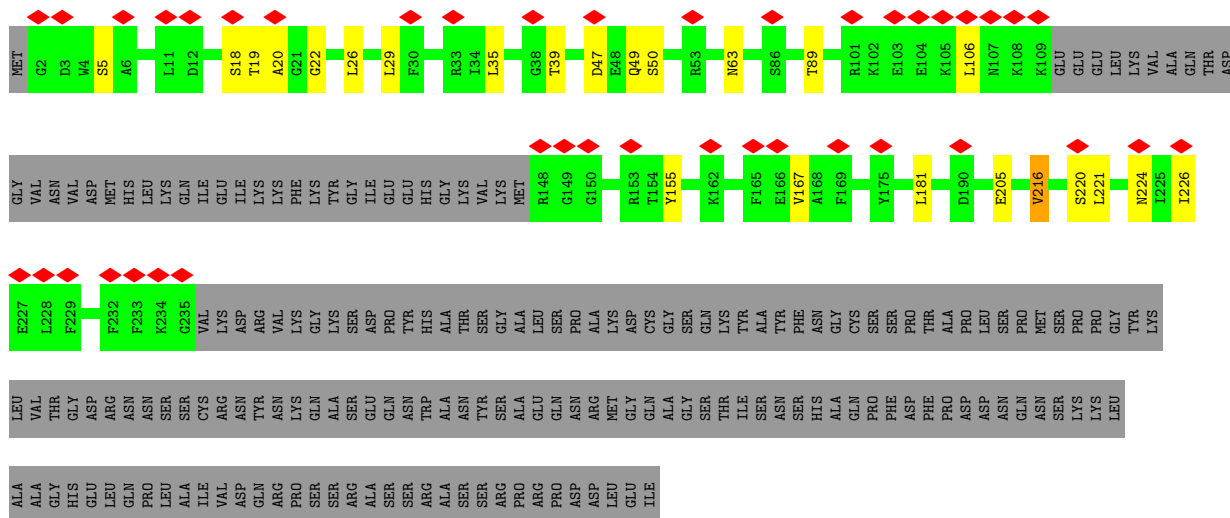 MET G2 D3 W4 S5 A6 L11 K11 D12 S18 T19 A20 G21 G22 L26 L29 F30 R33 I34 L35 G38 T39 D47 E48 Q49 S50 R53 N63 S86 T89 R101 K102 E103 E104 K105 L106 N107 K108 K109 GLU GLU GLU LEU LYS VAL ALA GLN THR ASP
GLY VAL ASN VAL ASP MET HIS LEU LYS GLN ILE GLU ILE LYS LYS PHE LYS TYR GLY ILE GLU GLU HIS GLY LYS VAL LYS MET R148 G149 G150 R153 T154 Y155 K162 F165 E166 V167 A168 F169 Y175 L181 D190 E205 V216 S220 L221 N224 I225 I226
E227 L228 F229 F232 F233 K234 G235 VAL LYS ASP ARG VAL LYS GLY LYS SER ASP PRO TYR HIS ALA THR SER GLY ALA LEU SER PRO ALA LYS ASP CYS GLY SER GLN LYS TYR ALA TYR PHE ASN GLY CYS SER SER PRO THR ALA PRO LEU SER PRO MET SER PRO PRO GLY TYR LYS
LEU VAL THR GLY ASP ARG ASN ASN SER SER CYS ARG ASN TYR ASN LYS GLN ALA SER GLU GLN ASN TRP ALA ASN TYR SER ALA GLU GLN ASN ARG MET GLY GLN ALA GLY SER THR ILE SER ASN SER HIS ALA GLN PRO PHE ASP PHE PRO ASP ASP ASN GLN ASN SER LYS LYS LEU
ALA ALA GLY HIS GLU LEU GLN PRO LEU ALA ILE VAL ASP GLN ARG PRO SER SER ARG ALA SER SER ARG ALA SER SER ARG PRO ARG PRO ASP ASP LEU GLU ILE